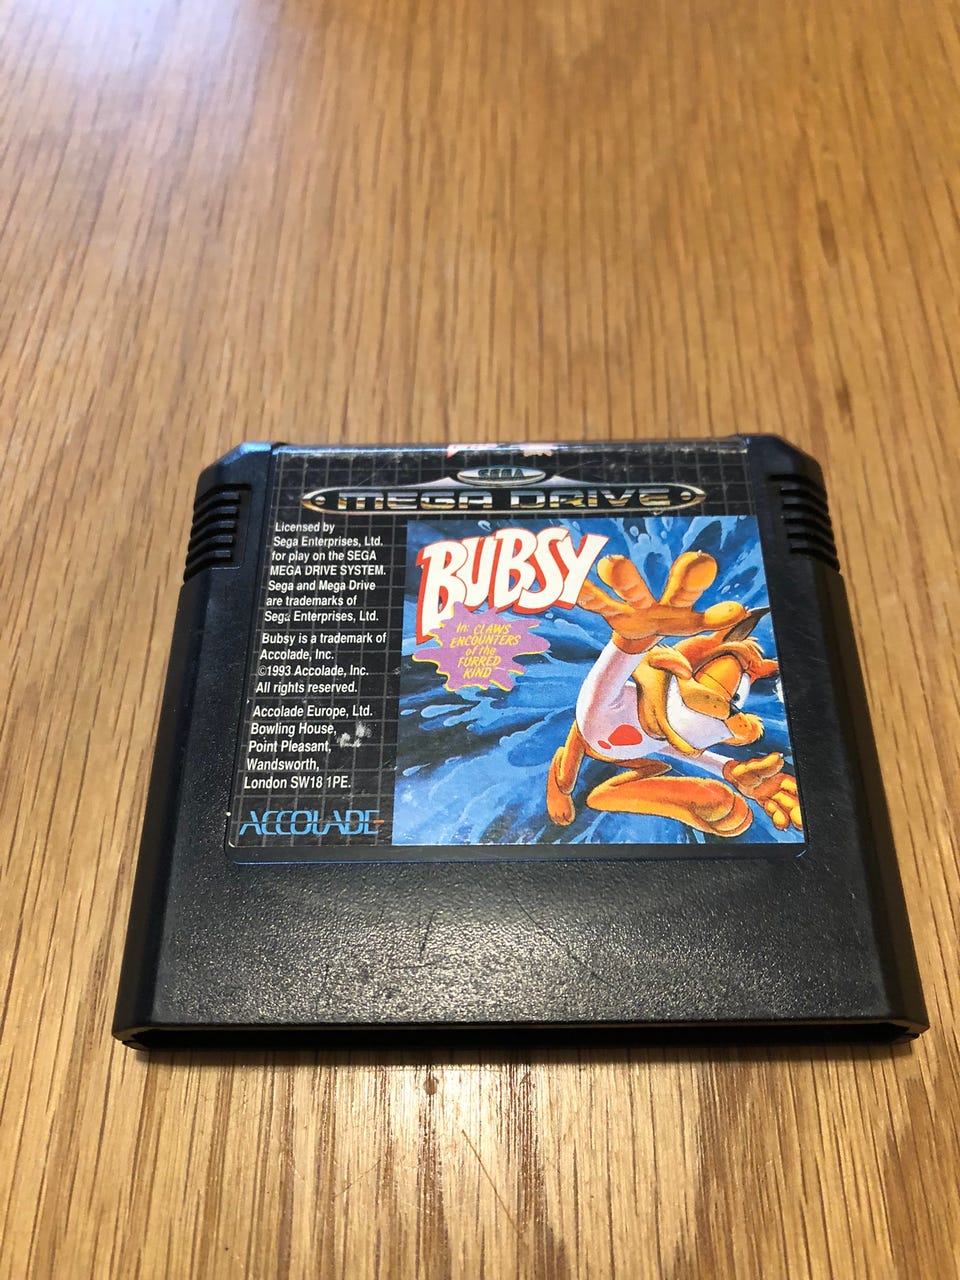 SEGA
MEGA DRIVE
Licensed by
Sega Enterprises, Ltd.
for play on the SEGA
MEGA DRIVE SYSTEM.
Sega and Mega Drive
are trademarks of
Sega Enterprises, Ltd.
Bubsy is a trademark of
Accolade, Inc.
©1993 Accolade, Inc.
All rights reserved.
Accolade Europe, Ltd.
Bowling House,
Point Pleasant,
Wandsworth,
London SW18 1PE.
ACCOLADE
BUBSY
TM
in: CLAWS
ENCOUNTERS
of the
FURRED
KIND